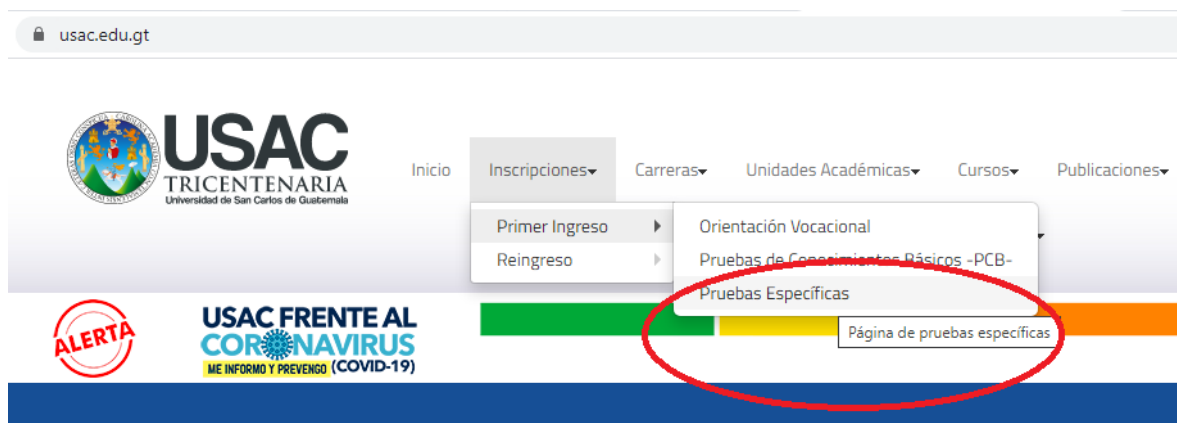 usac.edu.gt
USAC
TRICENTENARIA
Universidad de San Carlos de Guatemala
Inicio
Inscripciones
Carreras
Unidades Académicas
Cursos
Publicaciones
Primer Ingreso
Reingreso
Orientación Vocacional
Pruebas de Conocimientos Básicos -PCB-
Pruebas Específicas
Página de pruebas específicas
ALERTA
USAC FRENTE AL
CORONAVIRUS
ME INFORMO Y PREVENGO (COVID-19)